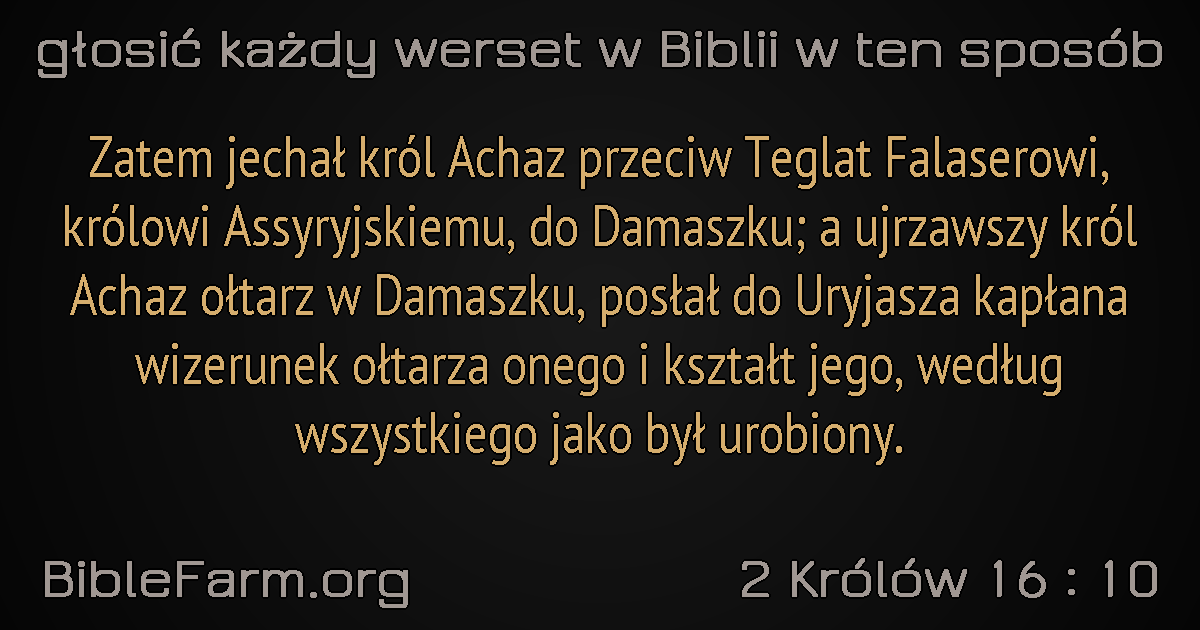 głosić każdy werset w Biblii w ten sposób
Zatem jechał król Achaz przeciw Teglat Falaserowi,
królowi Assyryjskiemu, do Damaszku; a ujrzawszy król
Achaz ołtarz w Damaszku, posłał do Uryjasza kapłana
wizerunek ołtarza onego i kształt jego, według
wszystkiego jako był urobiony.
BibleFarm.org
2 Królów 16 : 10